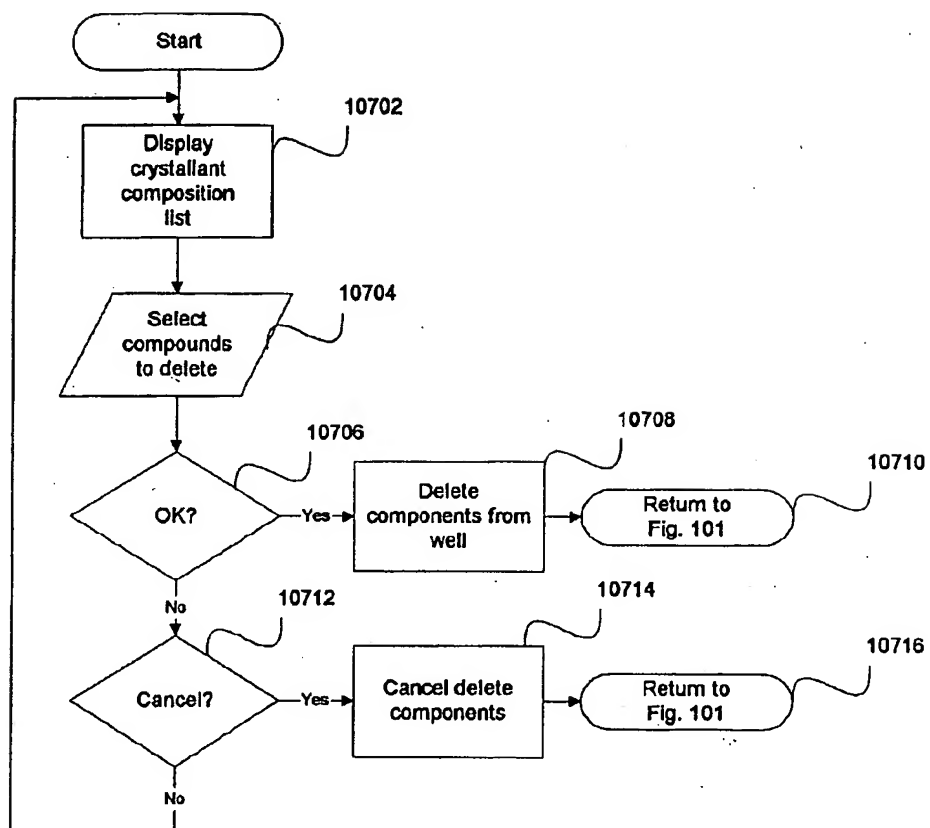 Start
10702
Display
crystallant
composition
list
10704
Select
compounds
to delete
10706
OK?
Yes
10708
Delete
components from
well
10710
Return to
Fig. 101
No
10712
Cancel?
Yes
10714
Cancel delete
components
10716
Return to
Fig. 101
No